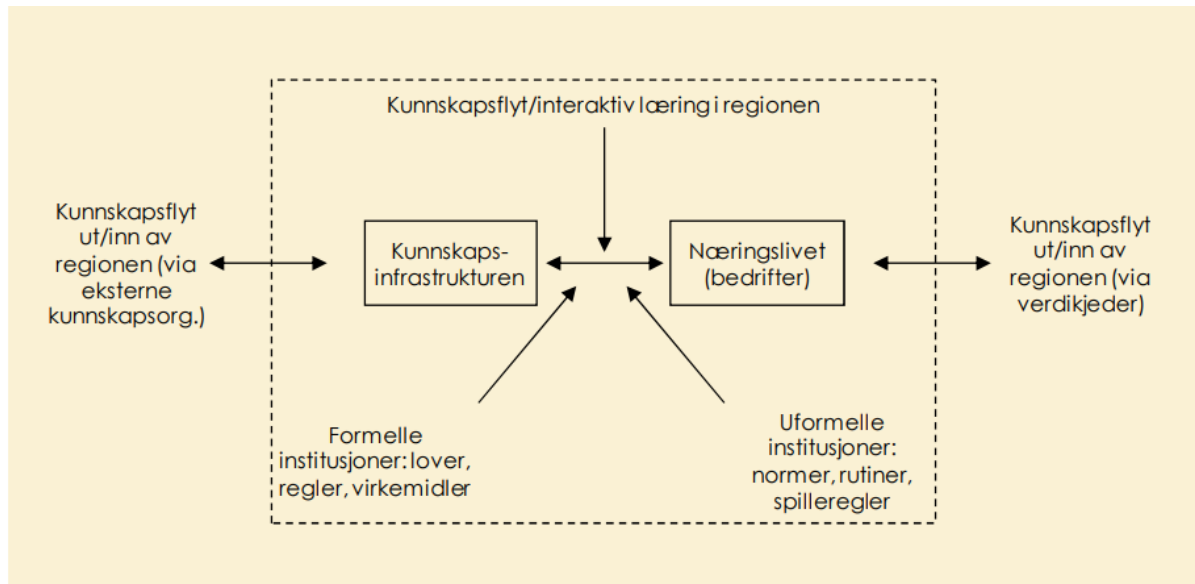 Kunnskapsflyt/interaktiv læring i regionen
Kunnskapsflyt
ut/inn av
regionen (via
eksterne
kunnskapsorg.)
Kunnskaps-
infrastrukturen
Næringslivet
(bedrifter)
Kunnskapsflyt
ut/inn av
regionen (via
verdikjeder)
Formelle
institusjoner: lover,
regler, virkemidler
Uformelle
institusjoner:
normer, rutiner,
spilleregler